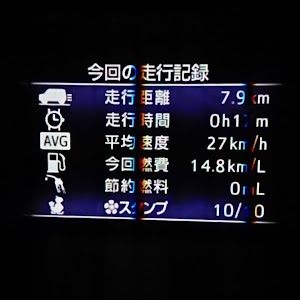 今回の走行記録
走行距離 7.9km
走行時間 0h17m
AVG 平均速度 27km/h
今回燃費 14.8km/L
節約燃料 0mL
スタンプ 10/10